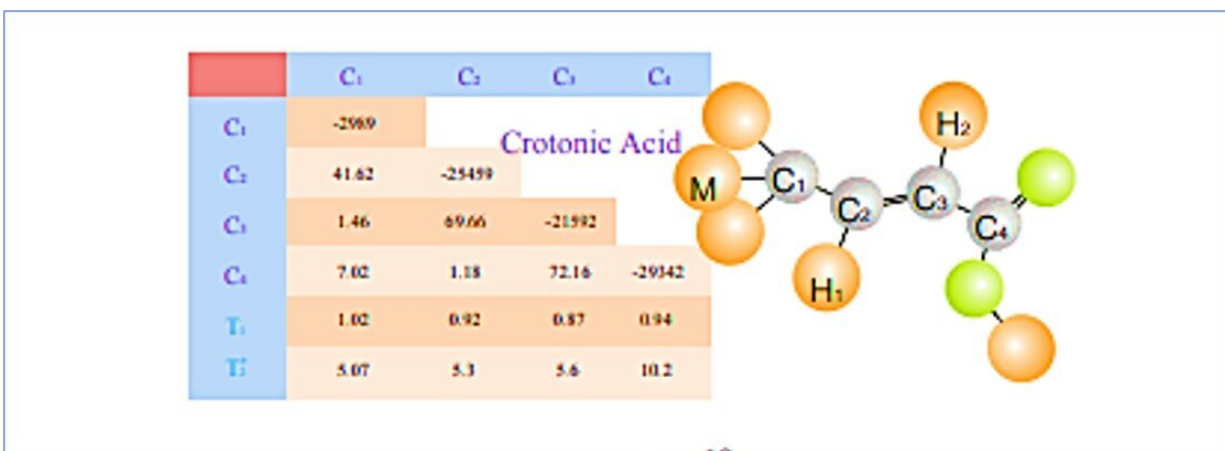 C₁ C₂ C₃ C₄
C₁ -2989
Crotonic Acid
C₂ 41.62 -25459
C₃ 1.46 69.66 -21592
C₄ 7.02 1.18 72.16 -29342
T₁ 1.02 0.92 0.87 0.94
T₂* 5.07 5.3 5.6 10.2
H₂
M C₁
C₂ C₃
C₄
H₁